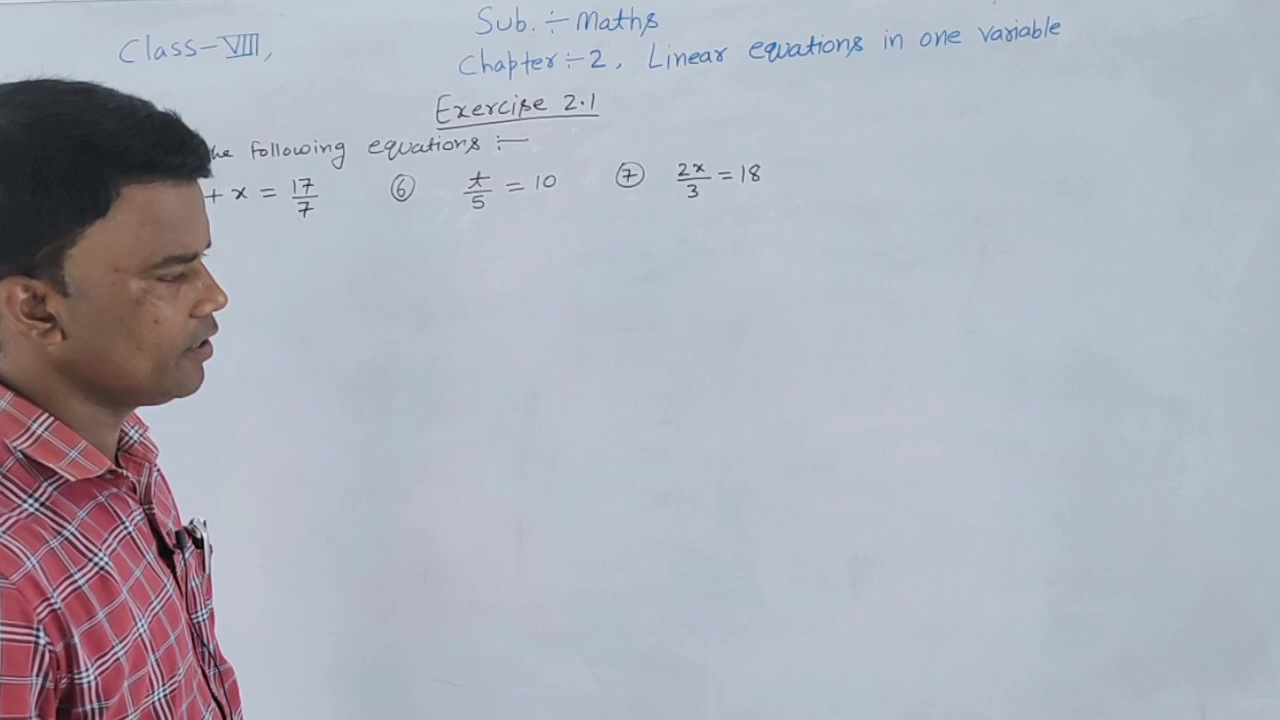 Sub. ÷ Maths
Class-VIII,
Chapter ÷ 2, Linear equations in one variable
Exercise 2.1
the following equations :—
+ x = 17/7 ⑥ t/5 = 10 ⑦ 2x/3 = 18